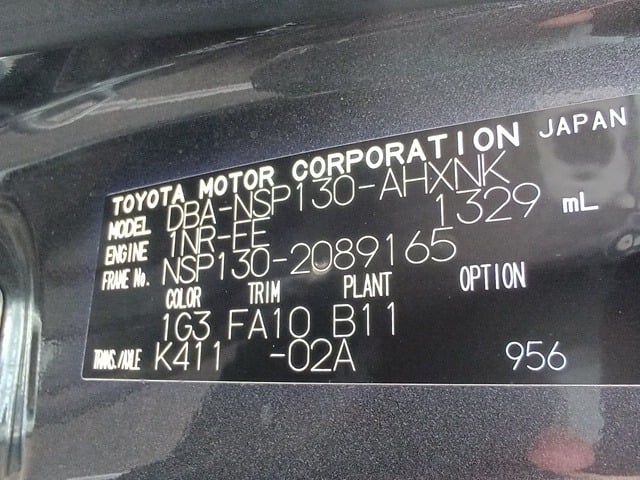 TOYOTA MOTOR CORPORATION JAPAN
MODEL DBA-NSP130-AHXNK
ENGINE 1NR-FE 1329 mL
FRAME No. NSP130-2089165
COLOR TRIM PLANT OPTION
1G3 FA10 B11
TRANS./AXLE K411 -02A 956